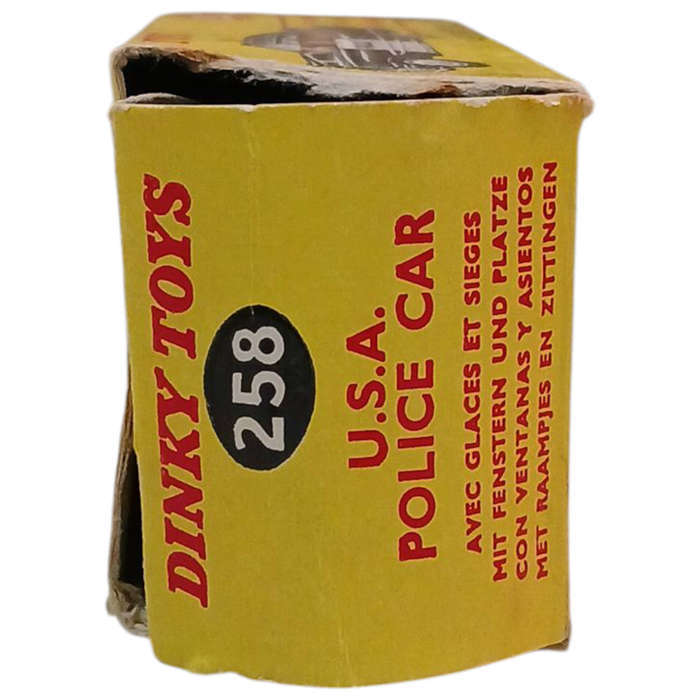 DINKY TOYS
258
U.S.A.
POLICE CAR
AVEC GLACES ET SIEGES
MIT FENSTERN UND PLATZE
CON VENTANAS Y ASIENTOS
MET RAAMPJES EN ZITTINGEN